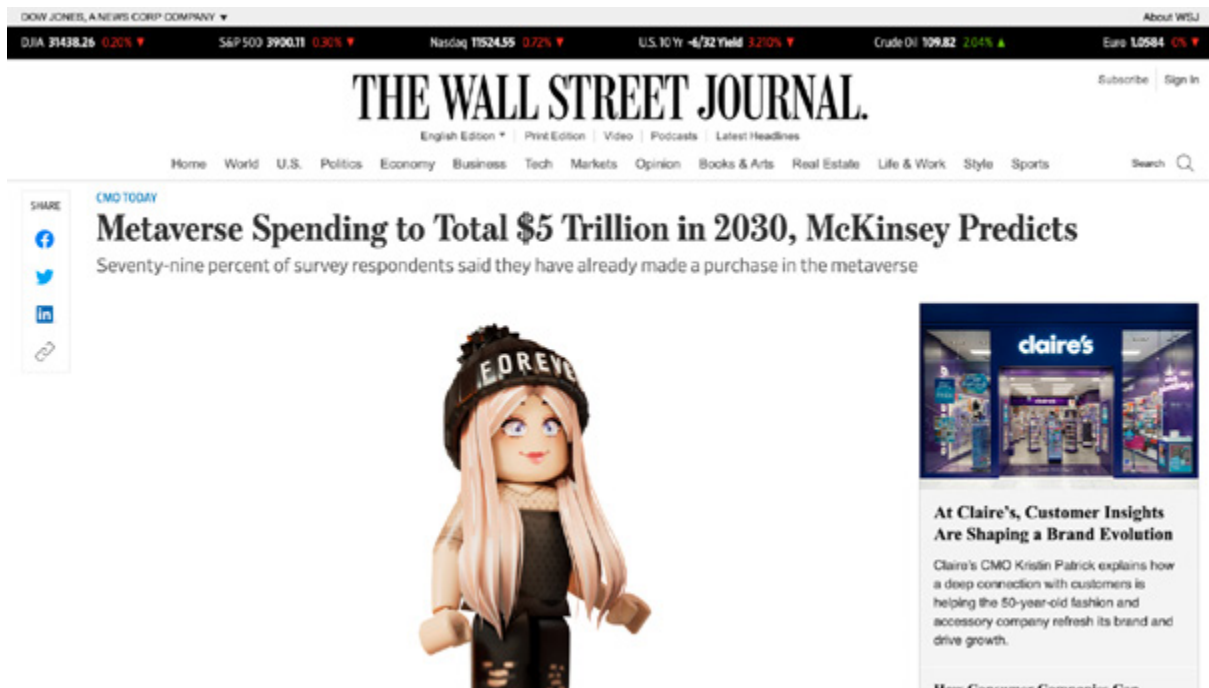 DOW JONES, A NEWS CORP COMPANY ▼
About WSJ
DJIA 31438.26 0.20% ▼
S&P 500 3900.11 0.30% ▼
Nasdaq 11524.55 0.72% ▼
U.S. 10 Yr -6/32 Yield 3.210% ▼
Crude Oil 109.82 2.04% ▲
Euro 1.0584 0% ▼
THE WALL STREET JOURNAL.
Subscribe | Sign In
English Edition ▼ | Print Edition | Video | Podcasts | Latest Headlines
Home World U.S. Politics Economy Business Tech Markets Opinion Books & Arts Real Estate Life & Work Style Sports
Search
SHARE
CMO TODAY
Metaverse Spending to Total $5 Trillion in 2030, McKinsey Predicts
Seventy-nine percent of survey respondents said they have already made a purchase in the metaverse
in
FOREVE
claire's
At Claire's, Customer Insights
Are Shaping a Brand Evolution
Claire's CMO Kristin Patrick explains how
a deep connection with customers is
helping the 50-year-old fashion and
accessory company refresh its brand and
drive growth.
How Consumer Companies Can